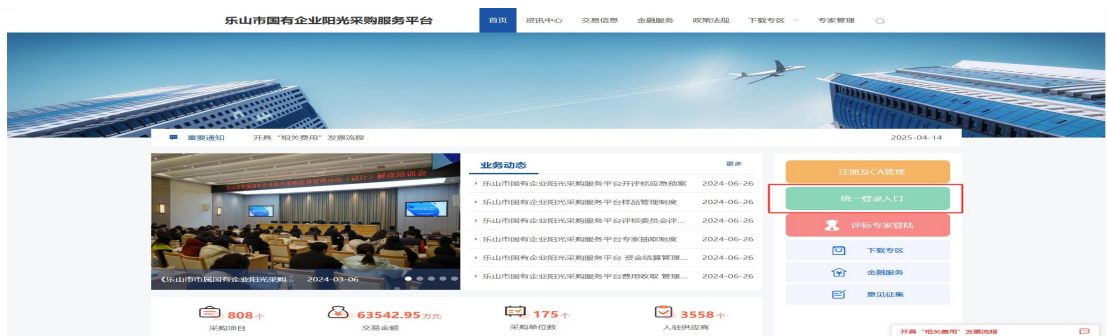 乐山市国有企业阳光采购服务平台
首页 资讯中心 交易信息 金融服务 政策法规 下载专区 专家管理
重要通知 开具“相关费用”发票流程 2025-04-14
业务动态 更多
乐山市国有企业阳光采购服务平台开评标应急预案 2024-06-26
乐山市国有企业阳光采购服务平台样品管理制度 2024-06-26
乐山市国有企业阳光采购服务平台评标委员会评... 2024-06-26
乐山市国有企业阳光采购服务平台专家抽取制度 2024-06-26
乐山市国有企业阳光采购服务平台 资金结算管理... 2024-06-26
乐山市国有企业阳光采购服务平台费用收取 管理... 2024-06-26
《乐山市市属国有企业阳光采购... 2024-03-06
注册及CA管理
统一登录入口
评标专家登陆
下载专区
金融服务
意见征集
808个
采购项目
63542.95万元
交易金额
175个
采购单位数
3558个
入驻供应商
开具“相关费用”发票流程